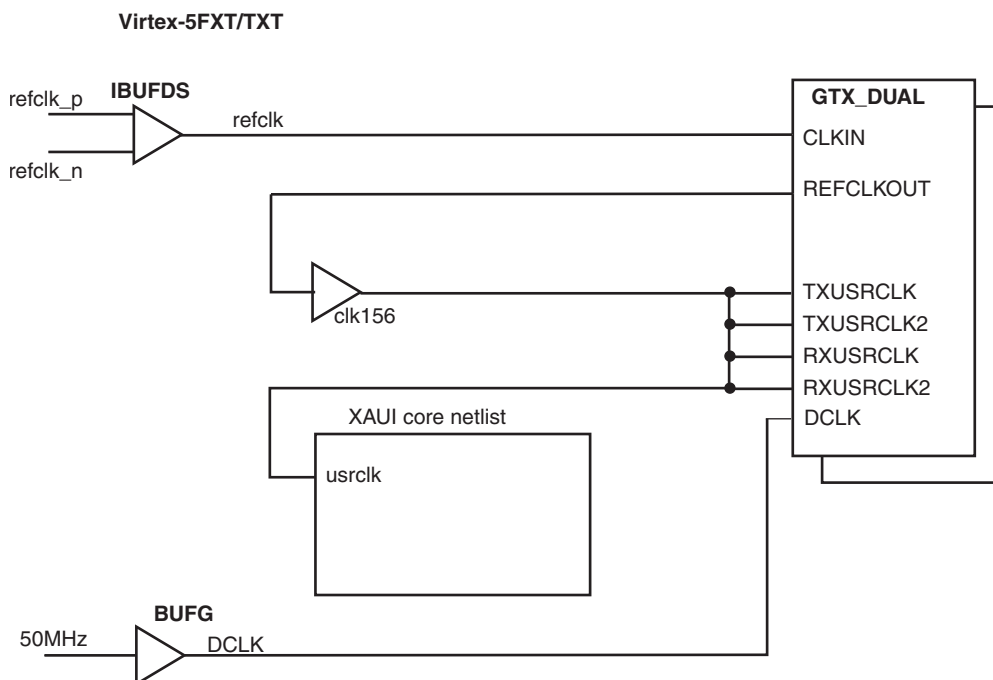 Virtex-5FXT/TXT
IBUFDS
refclk_p
refclk_n
refclk
GTX_DUAL
CLKIN
REFCLKOUT
clk156
TXUSRCLK
TXUSRCLK2
RXUSRCLK
RXUSRCLK2
DCLK
XAUI core netlist
usrclk
BUFG
50MHz
DCLK